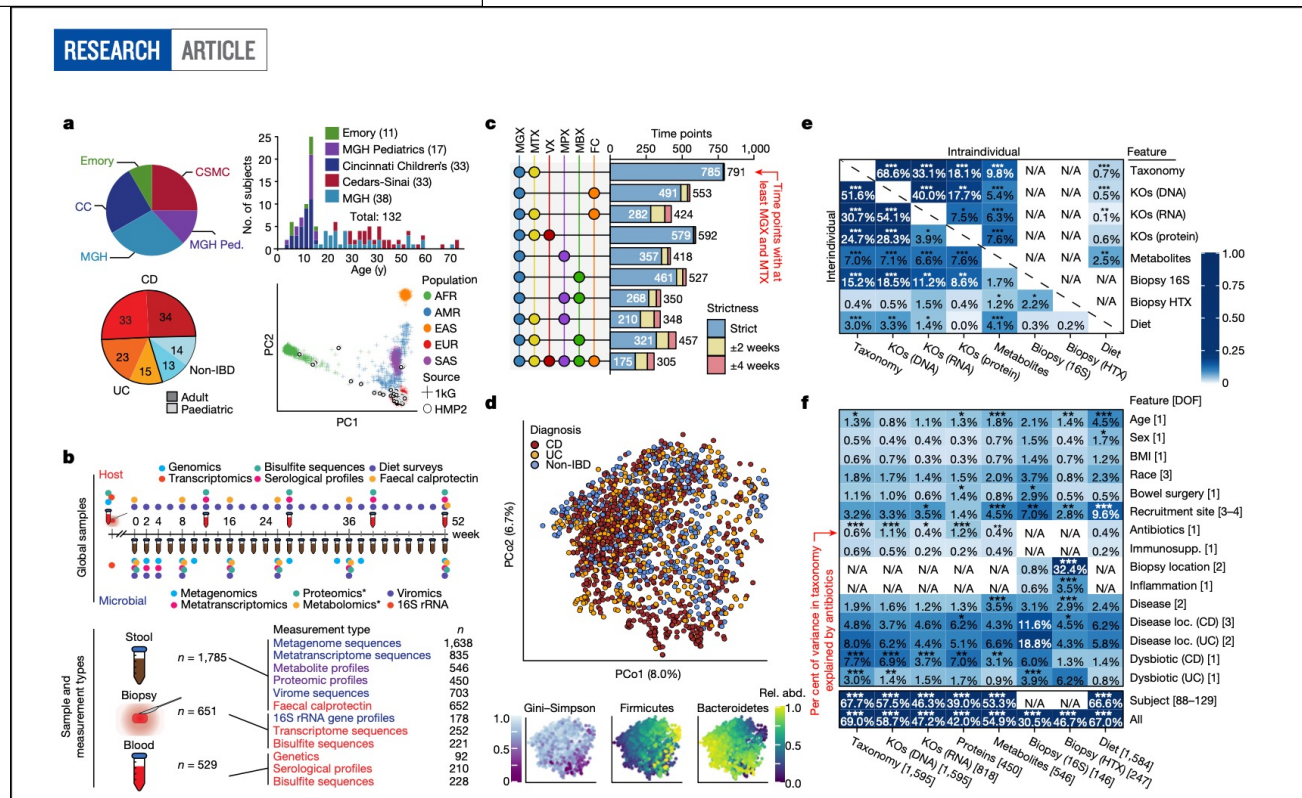 RESEARCH ARTICLE
a
Emory
CSMC
CC
MGH
MGH Ped.
CD
33
34
23
15
13
14
UC
Non-IBD
Adult
Paediatric
No. of subjects
25
20
15
10
5
0
Emory (11)
MGH Pediatrics (17)
Cincinnati Children's (33)
Cedars-Sinai (33)
MGH (38)
Total: 132
0 10 20 30 40 50 60 70
Age (y)
PC2
PC1
Population
AFR
AMR
EAS
EUR
SAS
Source
1kG
HMP2
b
Host
Genomics
Bisulfite sequences
Diet surveys
Transcriptomics
Serological profiles
Faecal calprotectin
Global samples
0 2 4 8 16 24 36 52
week
Microbial
Metagenomics
Proteomics*
Viromics
Metatranscriptomics
Metabolomics*
16S rRNA
Sample and
measurement types
Stool
n = 1,785
Biopsy
n = 651
Blood
n = 529
Measurement type n
Metagenome sequences 1,638
Metatranscriptome sequences 835
Metabolite profiles 546
Proteomic profiles 450
Virome sequences 703
Faecal calprotectin 652
16S rRNA gene profiles 178
Transcriptome sequences 252
Bisulfite sequences 221
Genetics 92
Serological profiles 210
Bisulfite sequences 228
c
MGX MTX VX MPX MBX FC
Time points
0 250 500 750 1,000
785 791
491 553
282 424
579 592
357 418
461 527
268 350
210 348
321 457
175 305
Time points with at
least MGX and MTX
Strictness
Strict
±2 weeks
±4 weeks
d
Diagnosis
CD
UC
Non-IBD
PCo2 (6.7%)
PCo1 (8.0%)
Gini–Simpson
Firmicutes
Bacteroidetes
Rel. abd.
1.0
0.5
0
1.0
0.5
0.0
e
Intraindividual
Feature
Interindividual
*** 68.6% *** 33.1% *** 18.1% *** 9.8% N/A N/A *** 0.7% Taxonomy
*** 51.6% *** 40.0% *** 17.7% *** 5.4% N/A N/A *** 0.5% KOs (DNA)
*** 30.7% *** 54.1% * 7.5% *** 6.3% N/A N/A ** 0.1% KOs (RNA)
*** 24.7% *** 28.3% * 3.9% *** 7.6% N/A N/A 0.6% KOs (protein)
*** 7.0% *** 7.1% *** 6.6% *** 7.6% N/A N/A *** 2.5% Metabolites
*** 15.2% *** 18.5% ** 11.2% ** 8.6% 1.7% N/A N/A Biopsy 16S
0.4% 0.5% 1.5% 0.4% * 1.2% * 2.2% N/A Biopsy HTX
*** 3.0% ** 3.3% * 1.4% 0.0% *** 4.1% 0.3% 0.2% Diet
Taxonomy
KOs (DNA)
KOs (RNA)
KOs (protein)
Metabolites
Biopsy (16S)
Biopsy (HTX)
Diet
1.00
0.75
0.50
0.25
0
f
Feature [DOF]
* 1.3% 0.8% 1.1% * 1.3% *** 1.8% 2.1% ** 1.4% *** 4.5% Age [1]
0.5% 0.4% 0.4% 0.3% 0.7% 1.5% 0.4% * 1.7% Sex [1]
0.6% 0.7% 0.3% 0.7% 0.7% 1.4% 0.7% 1.2% BMI [1]
1.8% 1.7% 1.4% 1.5% 2.0% 3.7% 0.8% 2.3% Race [3]
1.1% 1.0% 0.6% * 1.4% 0.8% * 2.9% 0.5% 0.5% Bowel surgery [1]
3.2% 3.3% 3.5% 1.4% *** 4.5% ** 7.0% ** 2.8% *** 9.6% Recruitment site [3–4]
*** 0.6% *** 1.1% * 0.4% *** 1.2% ** 0.4% N/A N/A 0.4% Antibiotics [1]
0.6% 0.5% 0.2% 0.2% 0.4% N/A N/A 0.2% Immunosupp. [1]
N/A N/A N/A N/A N/A 0.8% *** 32.4% N/A Biopsy location [2]
N/A N/A N/A N/A N/A 0.6% *** 3.5% N/A Inflammation [1]
1.9% 1.6% 1.2% 1.3% *** 3.5% 3.1% *** 2.9% 2.4% Disease [2]
4.8% 3.7% 4.6% * 6.2% 4.3% 11.6% * 4.5% 6.2% Disease loc. (CD) [3]
8.0% 6.2% 4.4% 5.1% 6.6% 18.8% 4.3% 5.8% Disease loc. (UC) [2]
*** 7.7% *** 6.9% *** 3.7% *** 7.0% *** 3.1% 6.0% 1.3% 1.4% Dysbiotic (CD) [1]
*** 3.0% ** 1.4% 1.5% 1.7% 0.9% *** 3.9% 6.2% 0.8% Dysbiotic (UC) [1]
*** 67.7% *** 57.5% *** 46.3% *** 39.0% *** 53.3% N/A N/A *** 66.6% Subject [88–129]
*** 69.0% *** 58.7% *** 47.2% *** 42.0% *** 54.9% *** 30.5% *** 46.7% *** 67.0% All
Taxonomy [1,595]
KOs (DNA) [1,595]
KOs (RNA) [818]
Proteins [450]
Metabolites [546]
Biopsy (16S) [146]
Biopsy (HTX) [247]
Diet [1,584]
Per cent of variance in taxonomy
explained by antibiotics